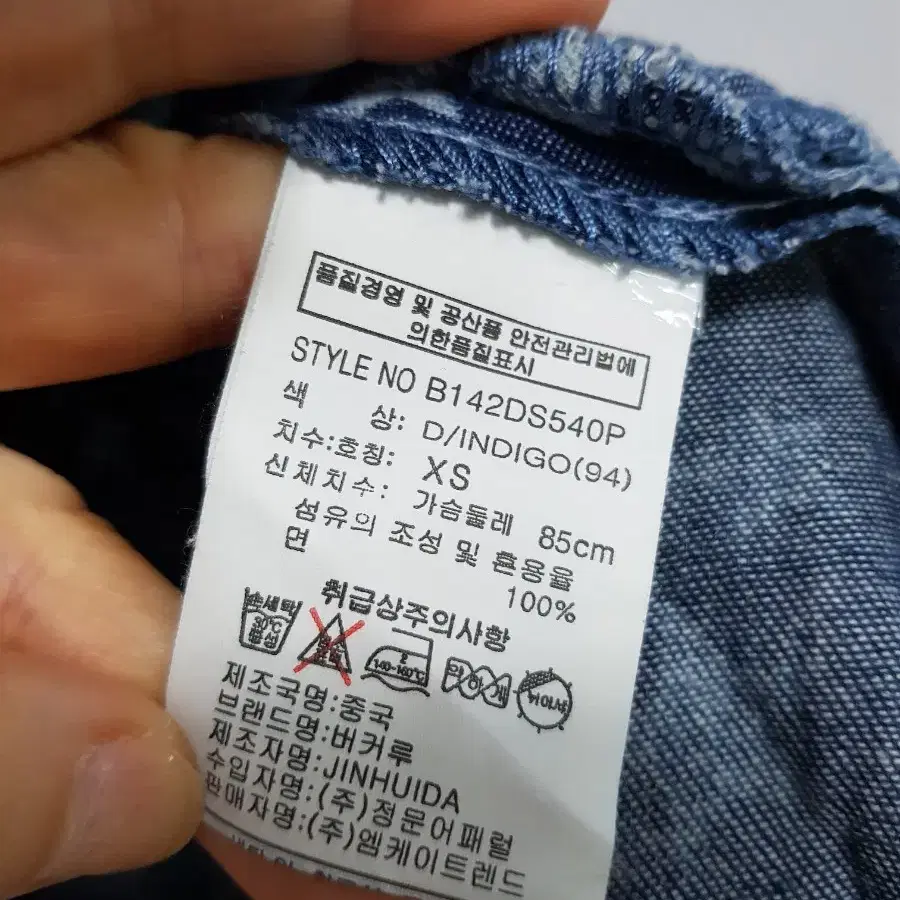 품질경영 및 공산품 안전관리법에
의한품질표시
STYLE NO B142DS540P
색 상: D/INDIGO(94)
치수:호칭: XS
신체치수: 가슴둘레 85cm
섬유의 조성 및 혼용율
면 100%
취급상주의사항
손세탁 30℃ 중성
140-160℃
약하게
제조국명:중국
브랜드명:버커루
제조자명:JINHUIDA
수입자명:(주)정문어패럴
판매자명:(주)엠케이트렌드